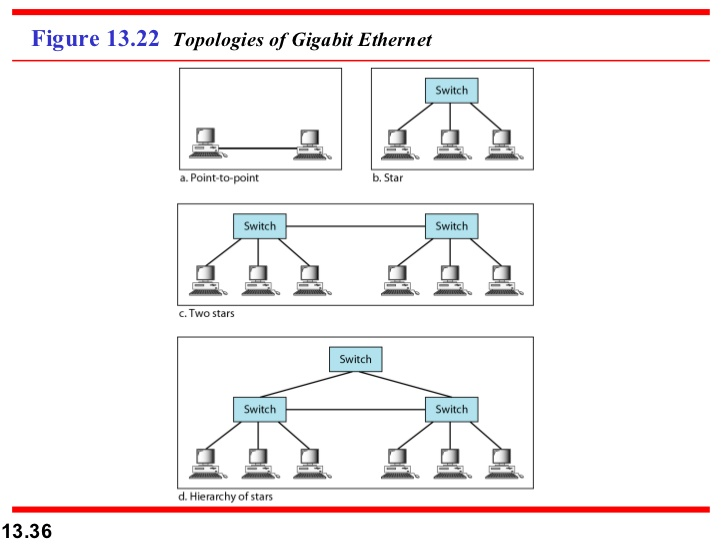 Figure 13.22 Topologies of Gigabit Ethernet
Switch
a. Point-to-point
b. Star
Switch
Switch
c. Two stars
Switch
Switch
Switch
d. Hierarchy of stars
13.36